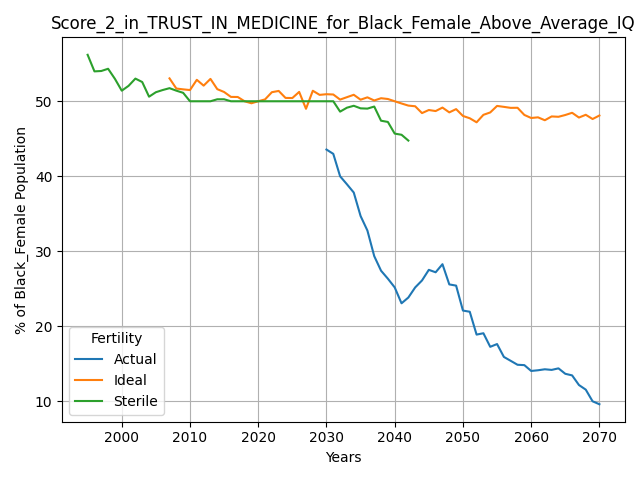 Score_2_in_TRUST_IN_MEDICINE_for_Black_Female_Above_Average_IQ
% of Black_Female Population
50
40
30
20
10
Fertility
Actual
Ideal
Sterile
2000 2010 2020 2030 2040 2050 2060 2070
Years